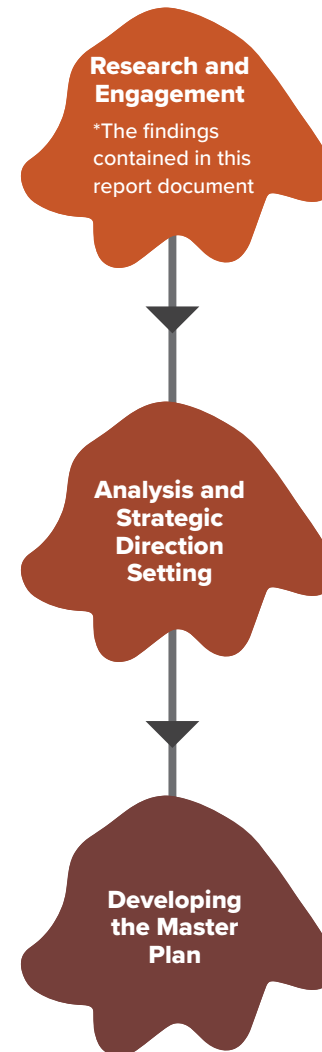 Research and
Engagement
*The findings
contained in this
report document
Analysis and
Strategic
Direction
Setting
Developing
the Master
Plan